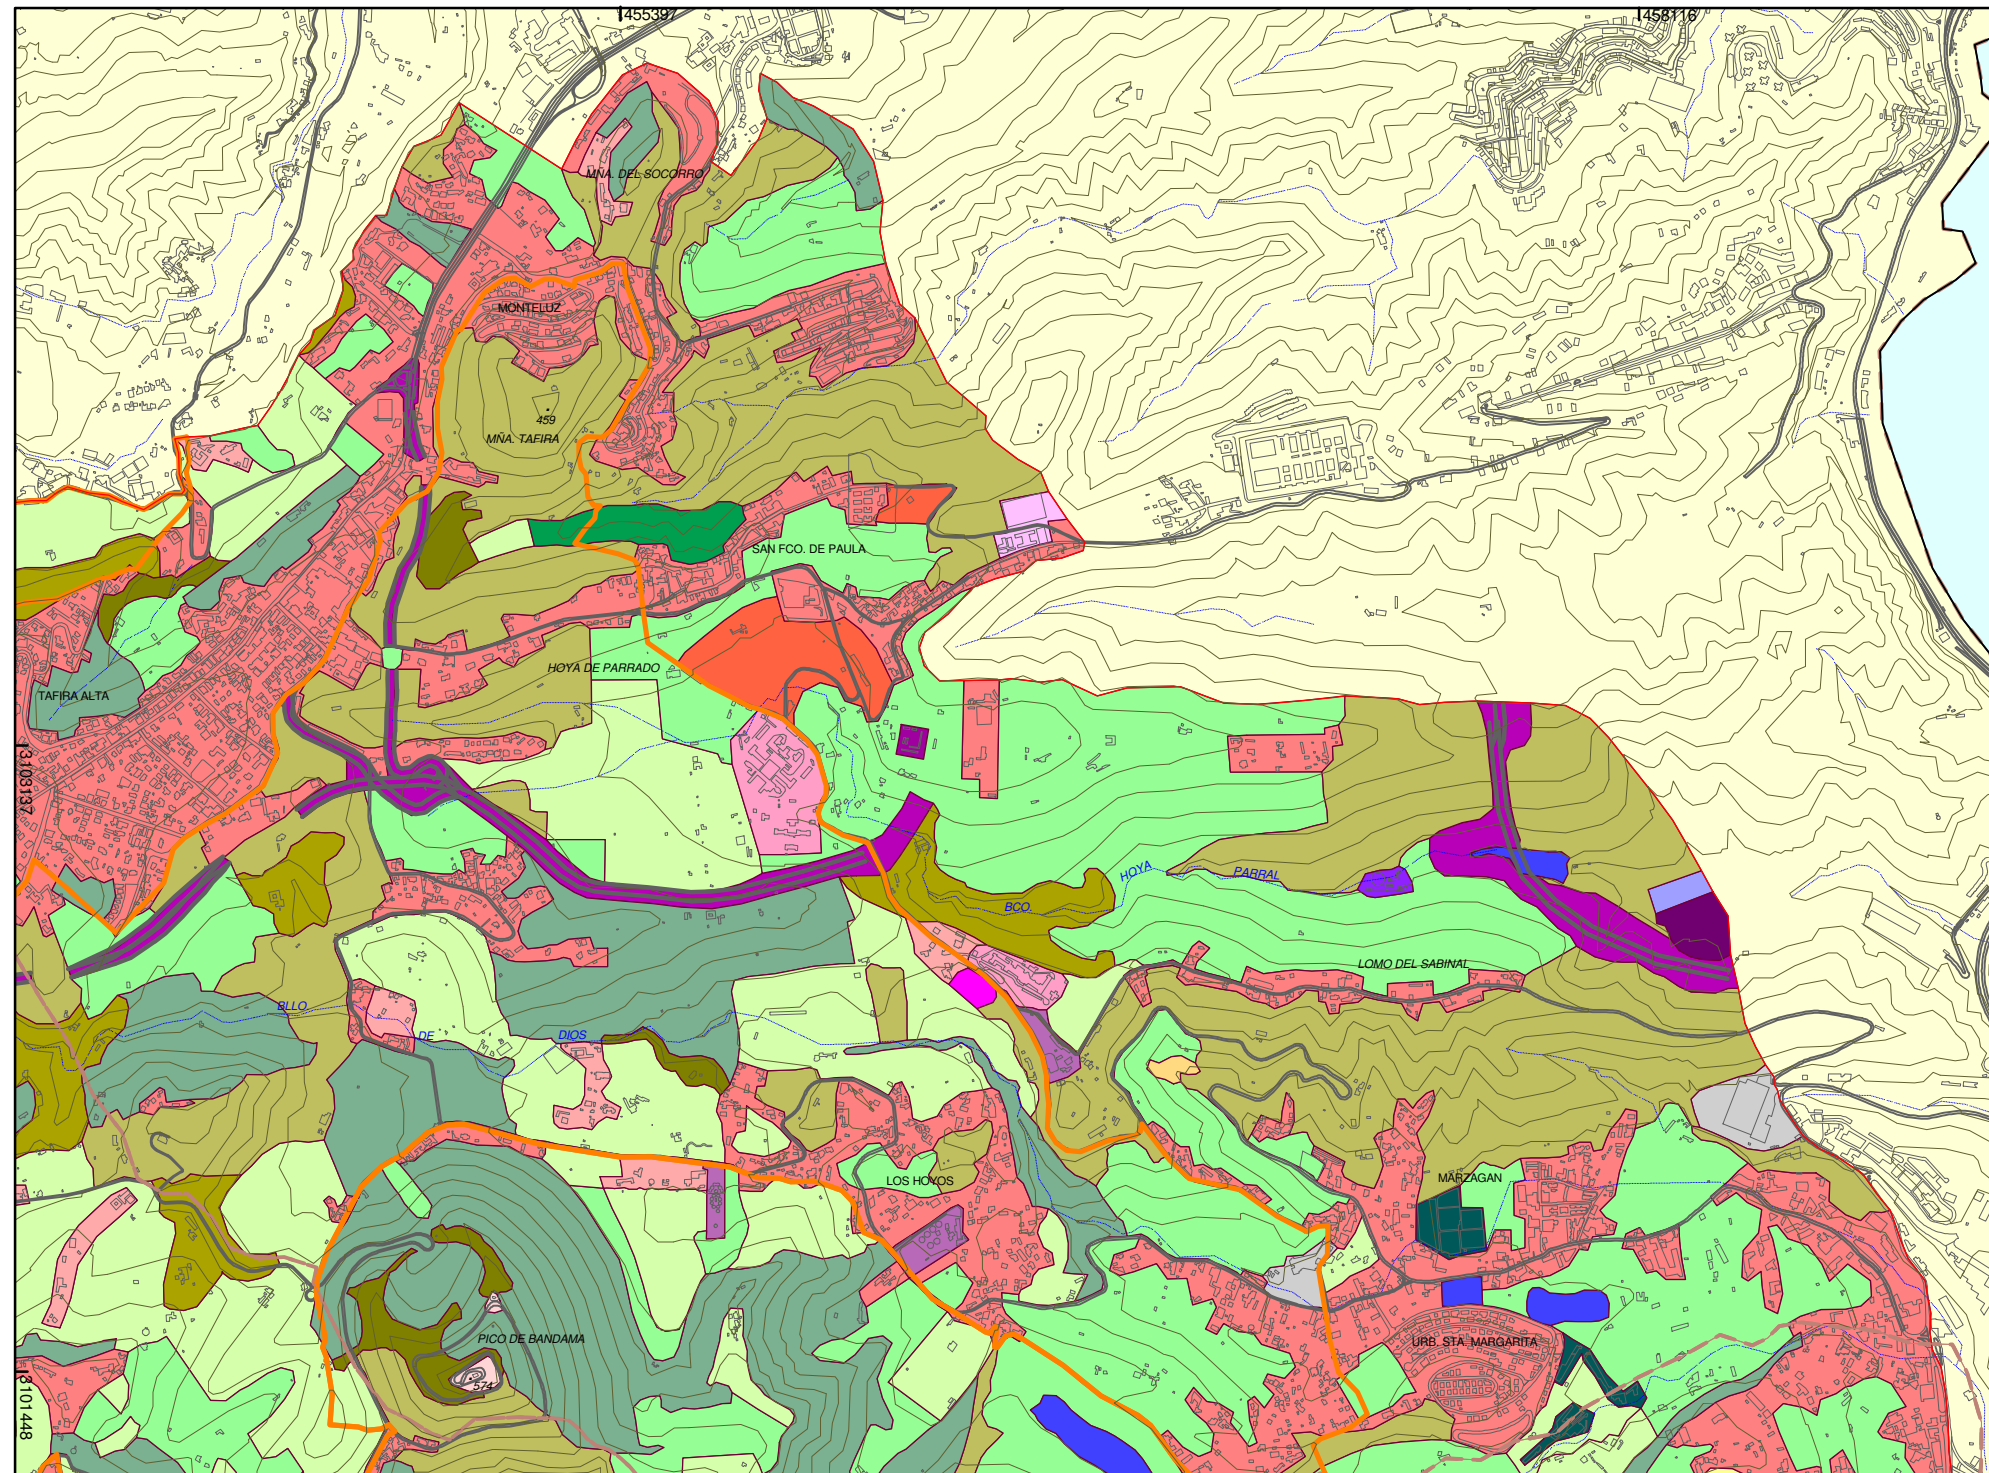 455397
458116
MÑA. DEL SOCORRO
MONTELUZ
459
MÑA. TAFIRA
SAN FCO. DE PAULA
HOYA DE PARRADO
TAFIRA ALTA
3103137
HOYA
PARRAL
BCO.
LOMO DEL SABINAL
BLLO.
DE
DIOS
LOS HOYOS
MARZAGAN
PICO DE BANDAMA
URB. STA. MARGARITA
574
3101448